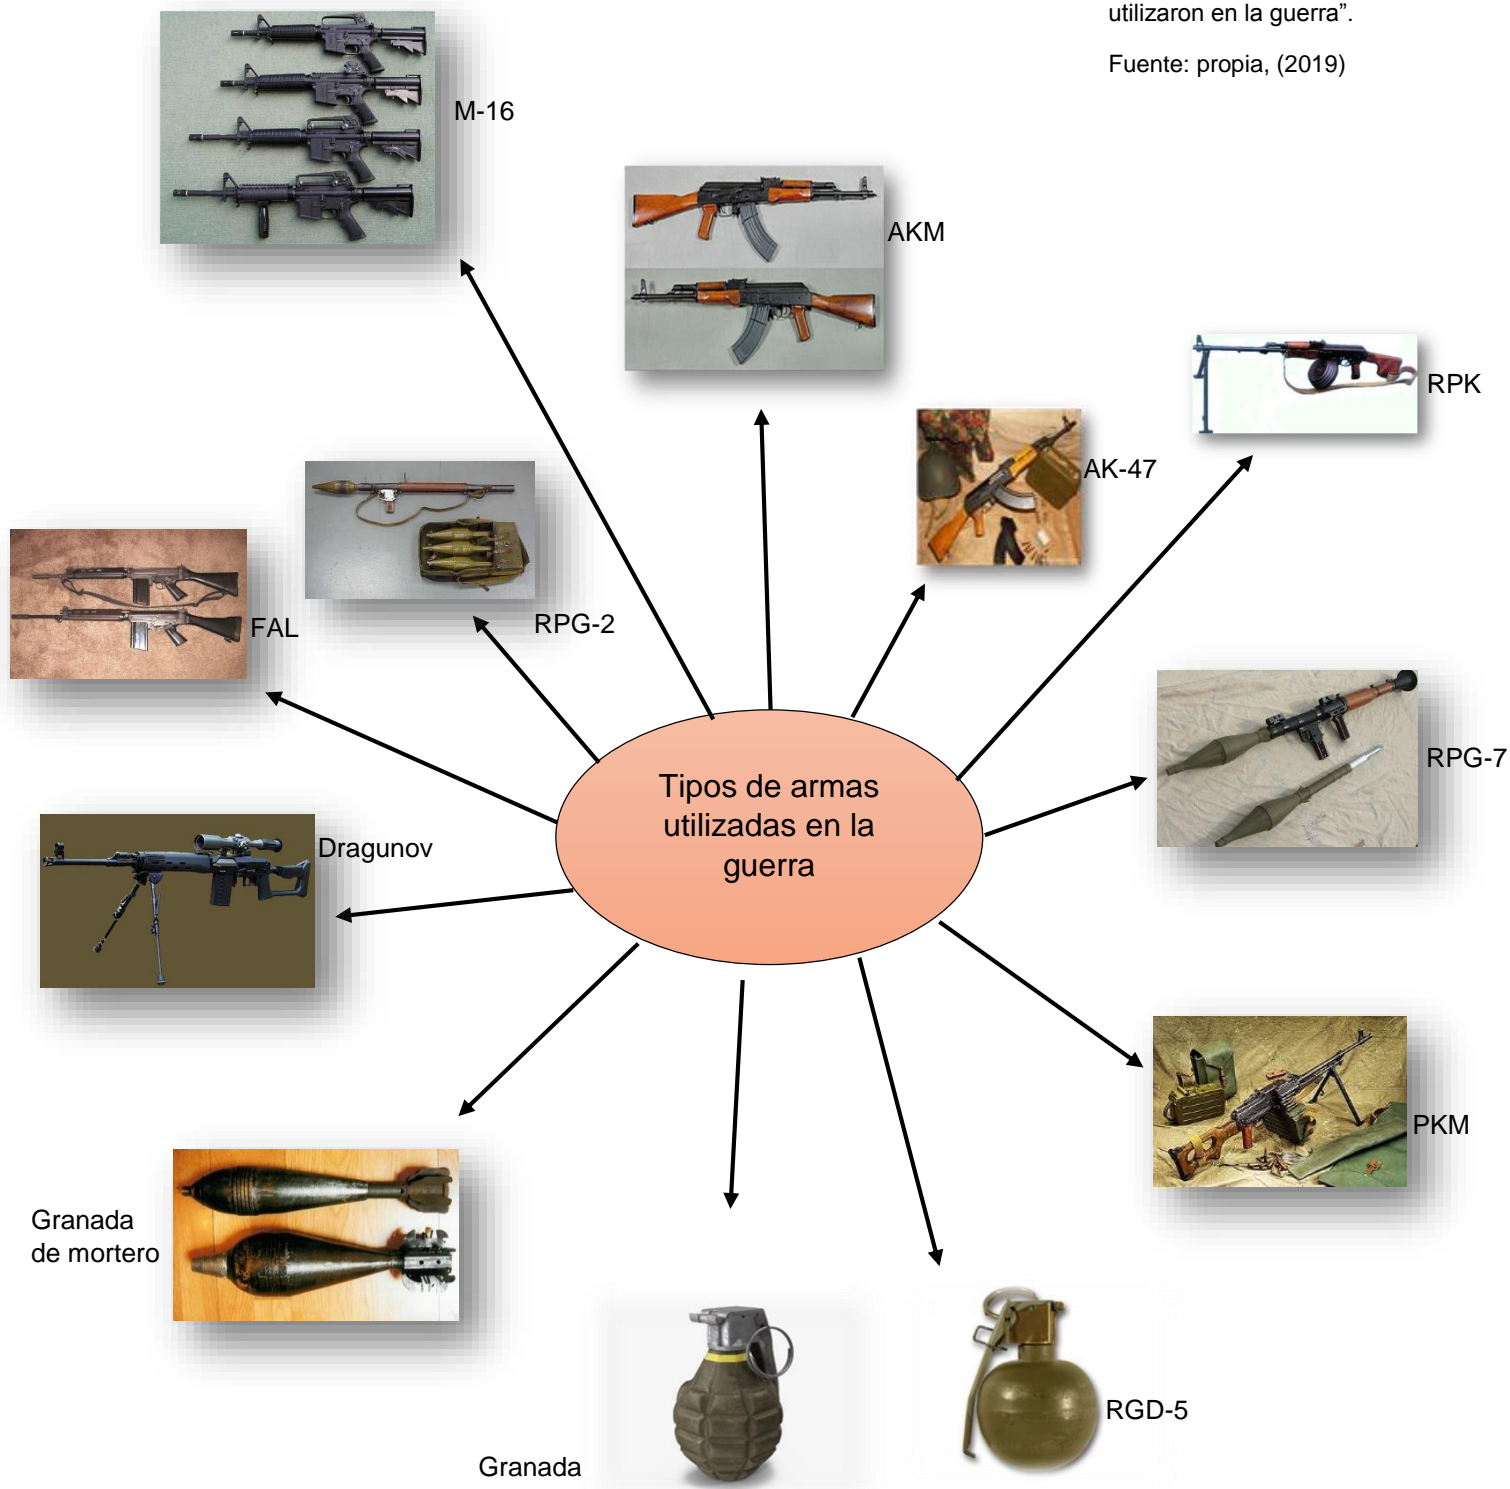 utilizaron en la guerra”.
Fuente: propia, (2019)
M-16
AKM
RPK
AK-47
RPG-2
FAL
RPG-7
Tipos de armas
utilizadas en la
guerra
Dragunov
PKM
Granada
de mortero
RGD-5
Granada